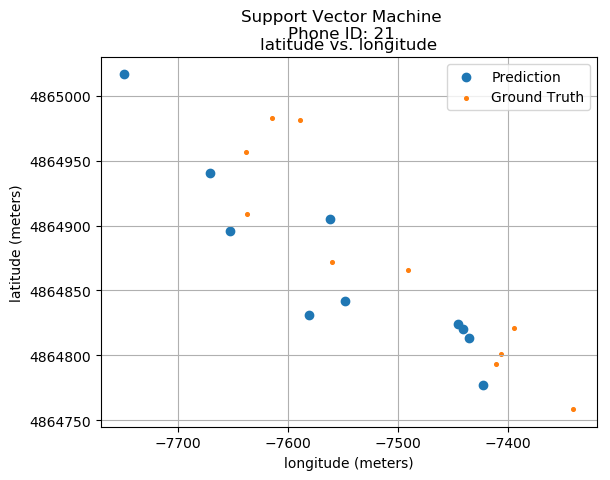 Support Vector Machine
Phone ID: 21
latitude vs. longitude
Prediction
Ground Truth
4865000
4864950
4864900
4864850
4864800
4864750
latitude (meters)
−7700
−7600
−7500
−7400
longitude (meters)